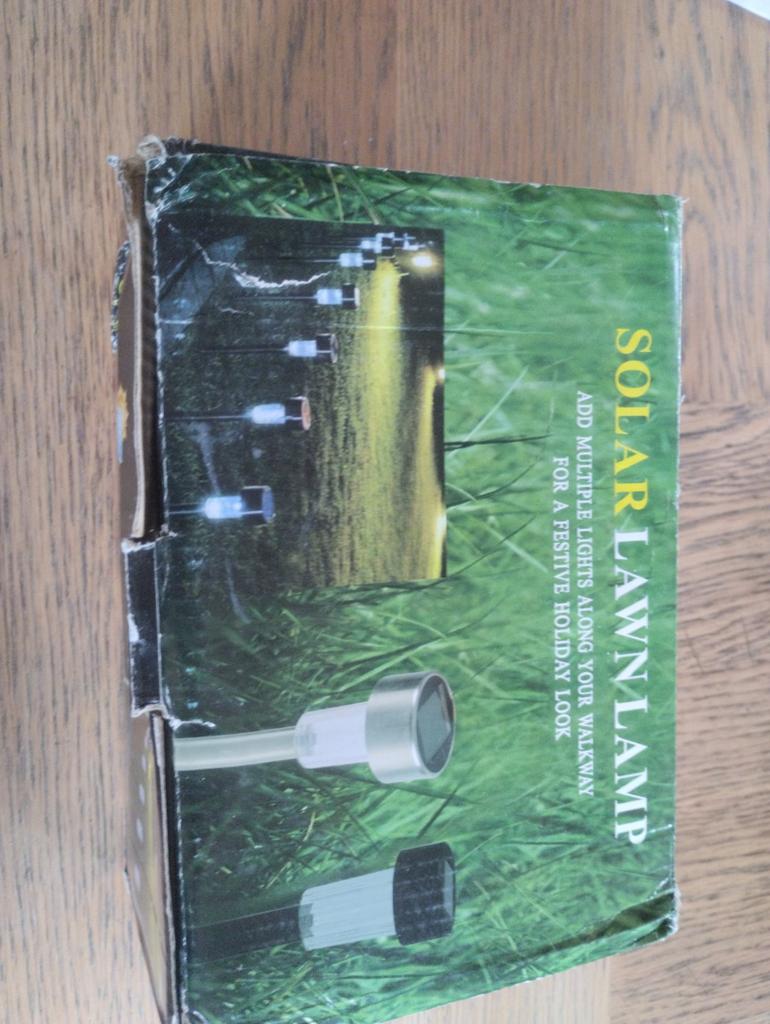 SOLAR LAWN LAMP
ADD MULTIPLE LIGHTS ALONG YOUR WALKWAY
FOR A FESTIVE HOLIDAY LOOK